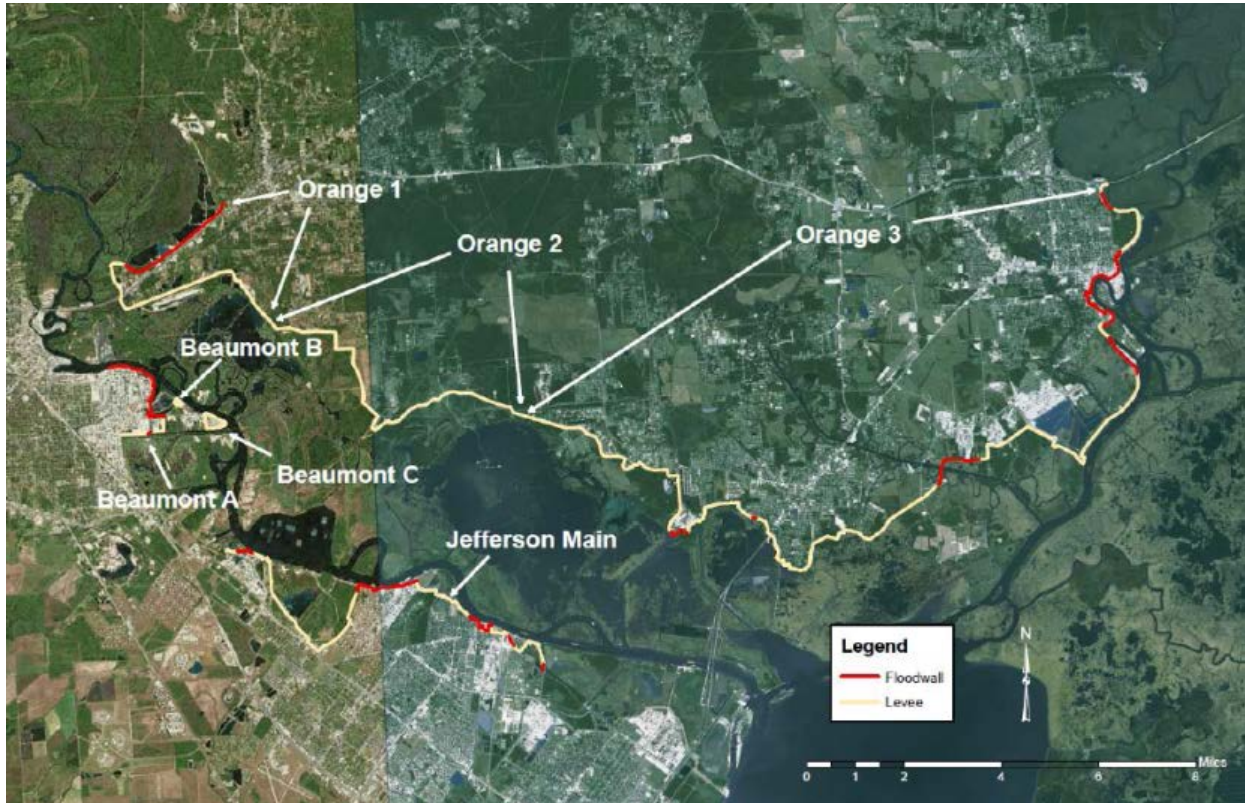 Orange 1
Orange 2
Orange 3
Beaumont B
Beaumont C
Beaumont A
Jefferson Main
Legend
Floodwall
Levee
N
Miles
0 1 2 4 6 8